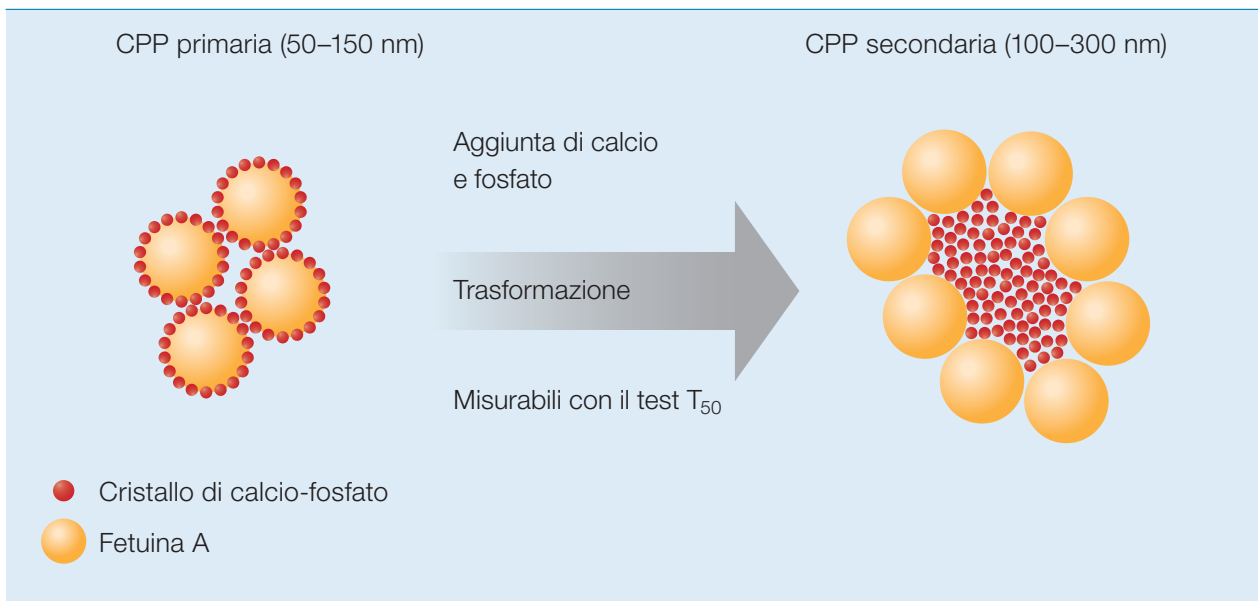 CPP primaria (50–150 nm)
CPP secondaria (100–300 nm)
Aggiunta di calcio
e fosfato
Trasformazione
Misurabili con il test T₅₀
Cristallo di calcio-fosfato
Fetuina A